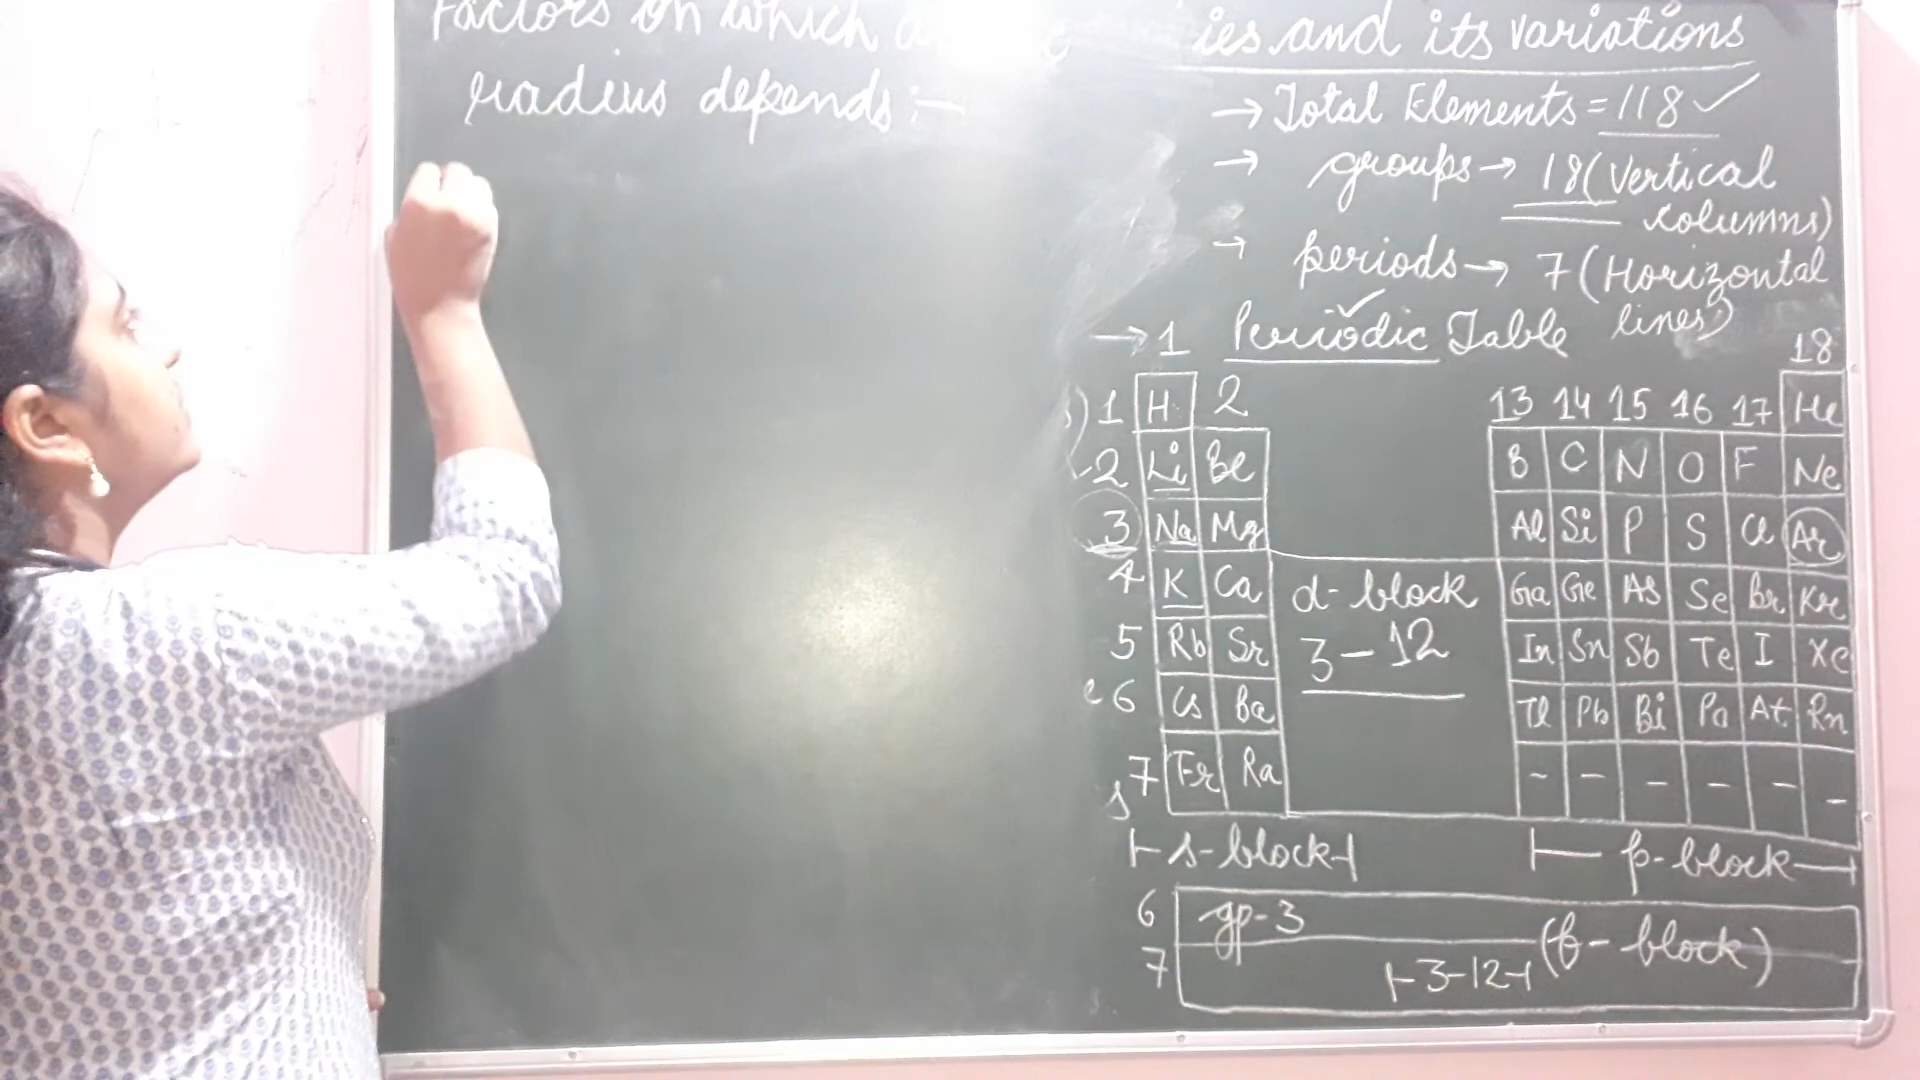 Factors on which
radius depends :-
ies and its variations
→ Total Elements = 118 ✓
→ groups → 18 (Vertical
columns)
→ periods → 7 (Horizontal
lines)
→ 1 Periodic Table 18
1 H 2 13 14 15 16 17 He
2 Li Be B C N O F Ne
3 Na Mg Al Si P S Cl Ar
4 K Ca d-block Ga Ge As Se Br Kr
5 Rb Sr 3-12 In Sn Sb Te I Xe
6 Cs Ba Tl Pb Bi Po At Rn
7 Fr Ra - - - - - -
s-block p-block
6 gp-3
7 3-12 (f-block)